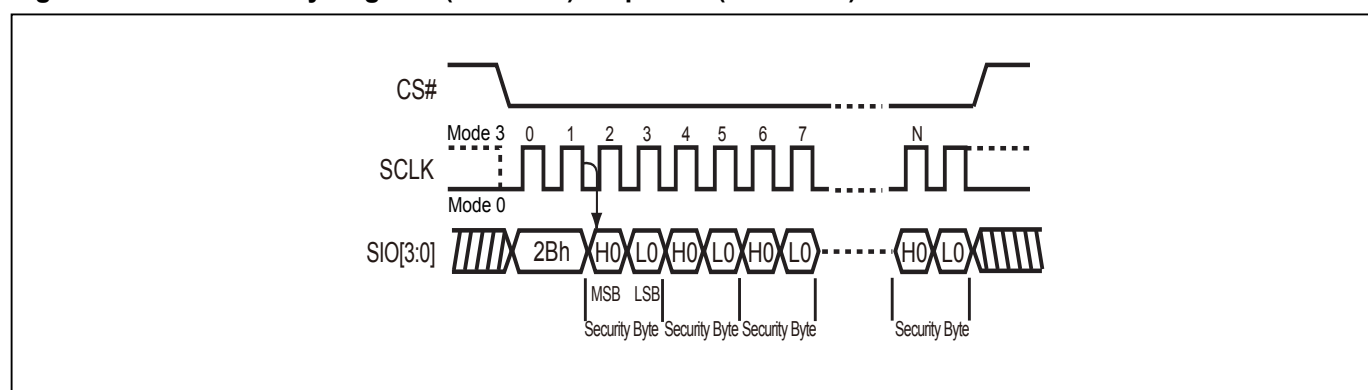 CS#
Mode 3 0 1 2 3 4 5 6 7 N
SCLK
Mode 0
SIO[3:0] 2Bh H0 L0 H0 L0 H0 L0 H0 L0
MSB LSB
Security Byte Security Byte Security Byte Security Byte